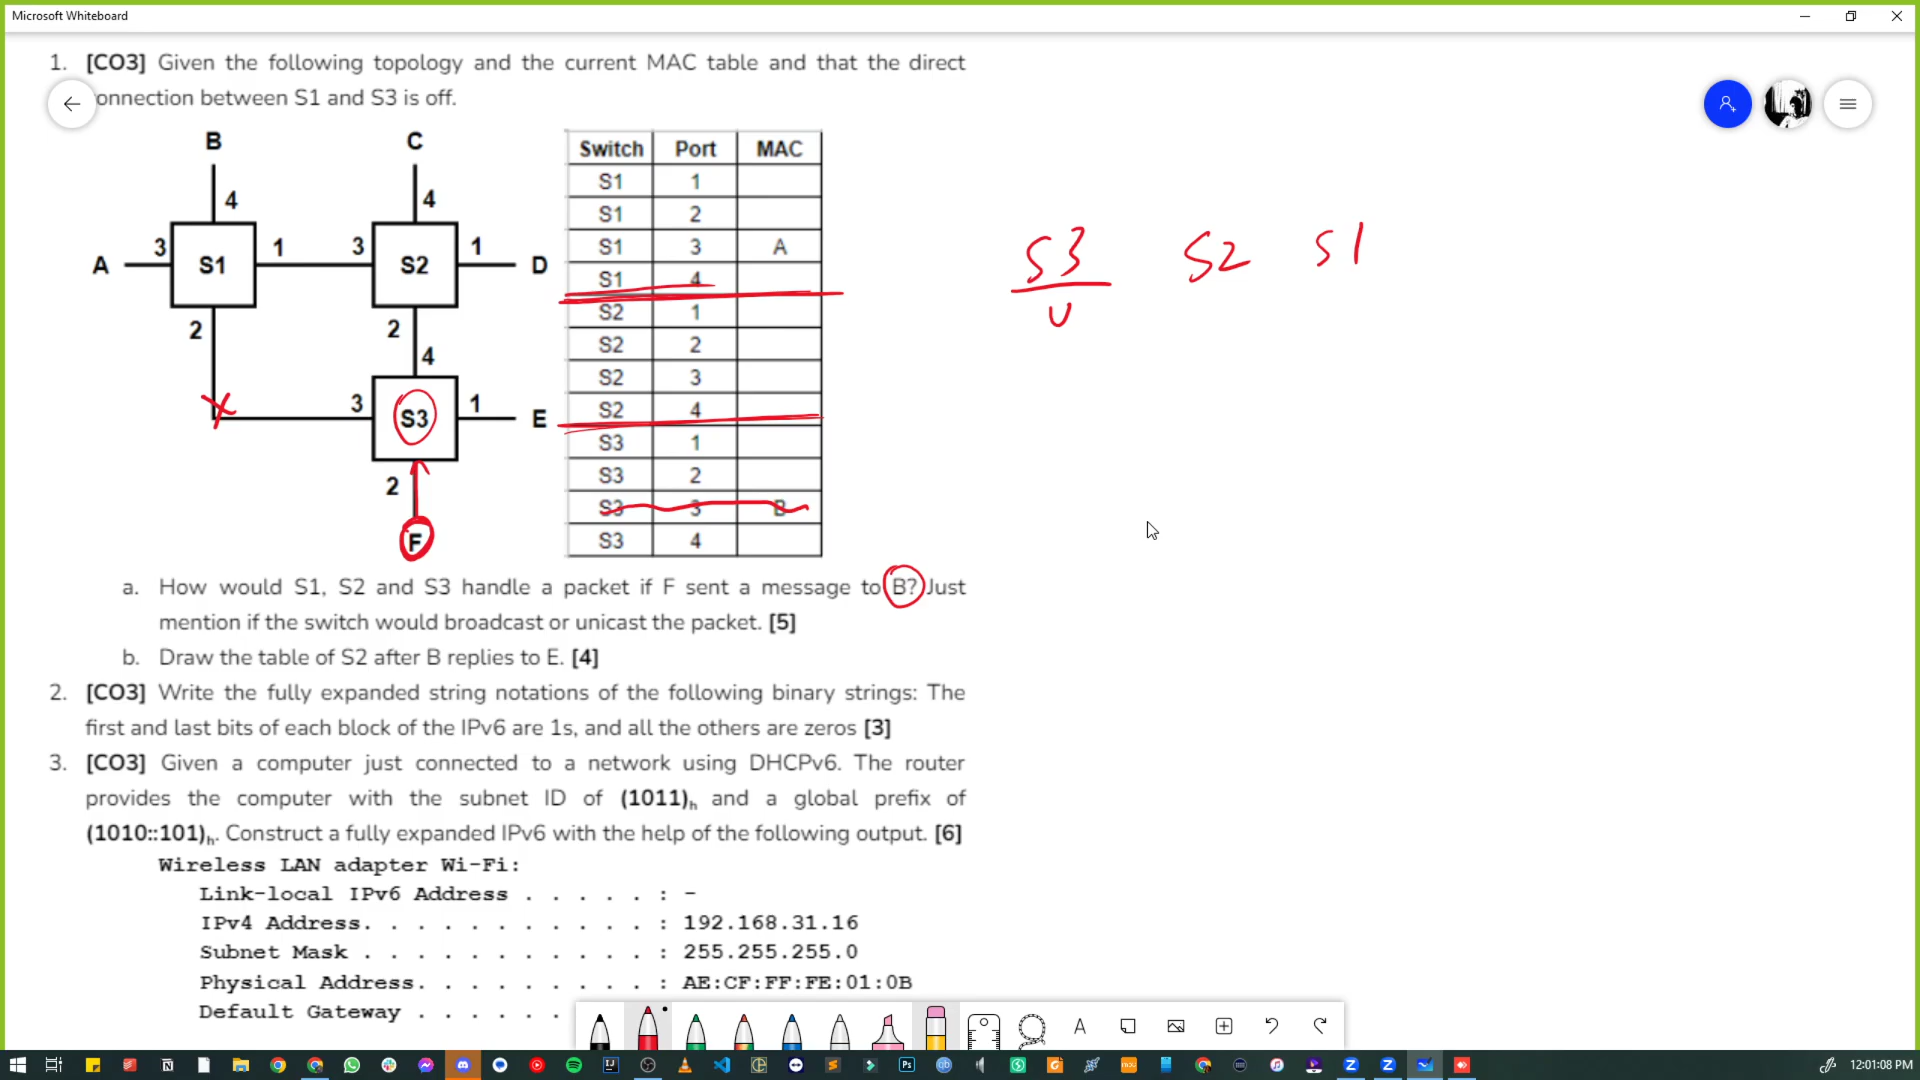 Microsoft Whiteboard
1. [CO3] Given the following topology and the current MAC table and that the direct
onnection between S1 and S3 is off.
B C
4 4
A 3 S1 1 3 S2 1 D
2 2
4
3 S3 1 E
2
F
Switch Port MAC
S1 1
S1 2
S1 3 A
S1 4
S2 1
S2 2
S2 3
S2 4
S3 1
S3 2
S3 3 B
S3 4
S3 S2 S1
U
a. How would S1, S2 and S3 handle a packet if F sent a message to B? Just
mention if the switch would broadcast or unicast the packet. [5]
b. Draw the table of S2 after B replies to E. [4]
2. [CO3] Write the fully expanded string notations of the following binary strings: The
first and last bits of each block of the IPv6 are 1s, and all the others are zeros [3]
3. [CO3] Given a computer just connected to a network using DHCPv6. The router
provides the computer with the subnet ID of (1011)h and a global prefix of
(1010::101)h. Construct a fully expanded IPv6 with the help of the following output. [6]
Wireless LAN adapter Wi-Fi:
Link-local IPv6 Address . . . . . : -
IPv4 Address. . . . . . . . . . . : 192.168.31.16
Subnet Mask . . . . . . . . . . . : 255.255.255.0
Physical Address. . . . . . . . . : AE:CF:FF:FE:01:0B
Default Gateway . . . . . .
12:01:08 PM